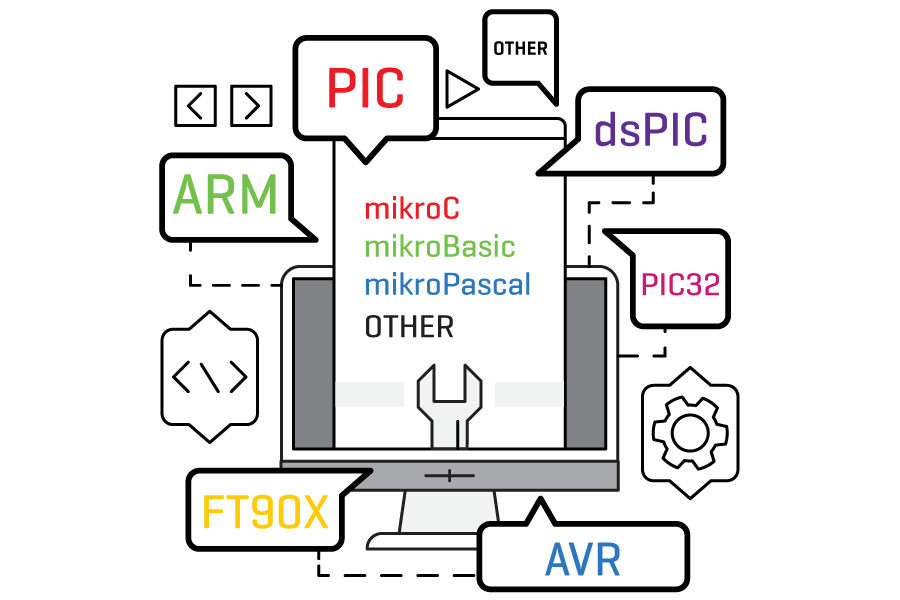 OTHER
PIC
dsPIC
ARM
mikroC
mikroBasic
mikroPascal
OTHER
PIC32
FT90X
AVR